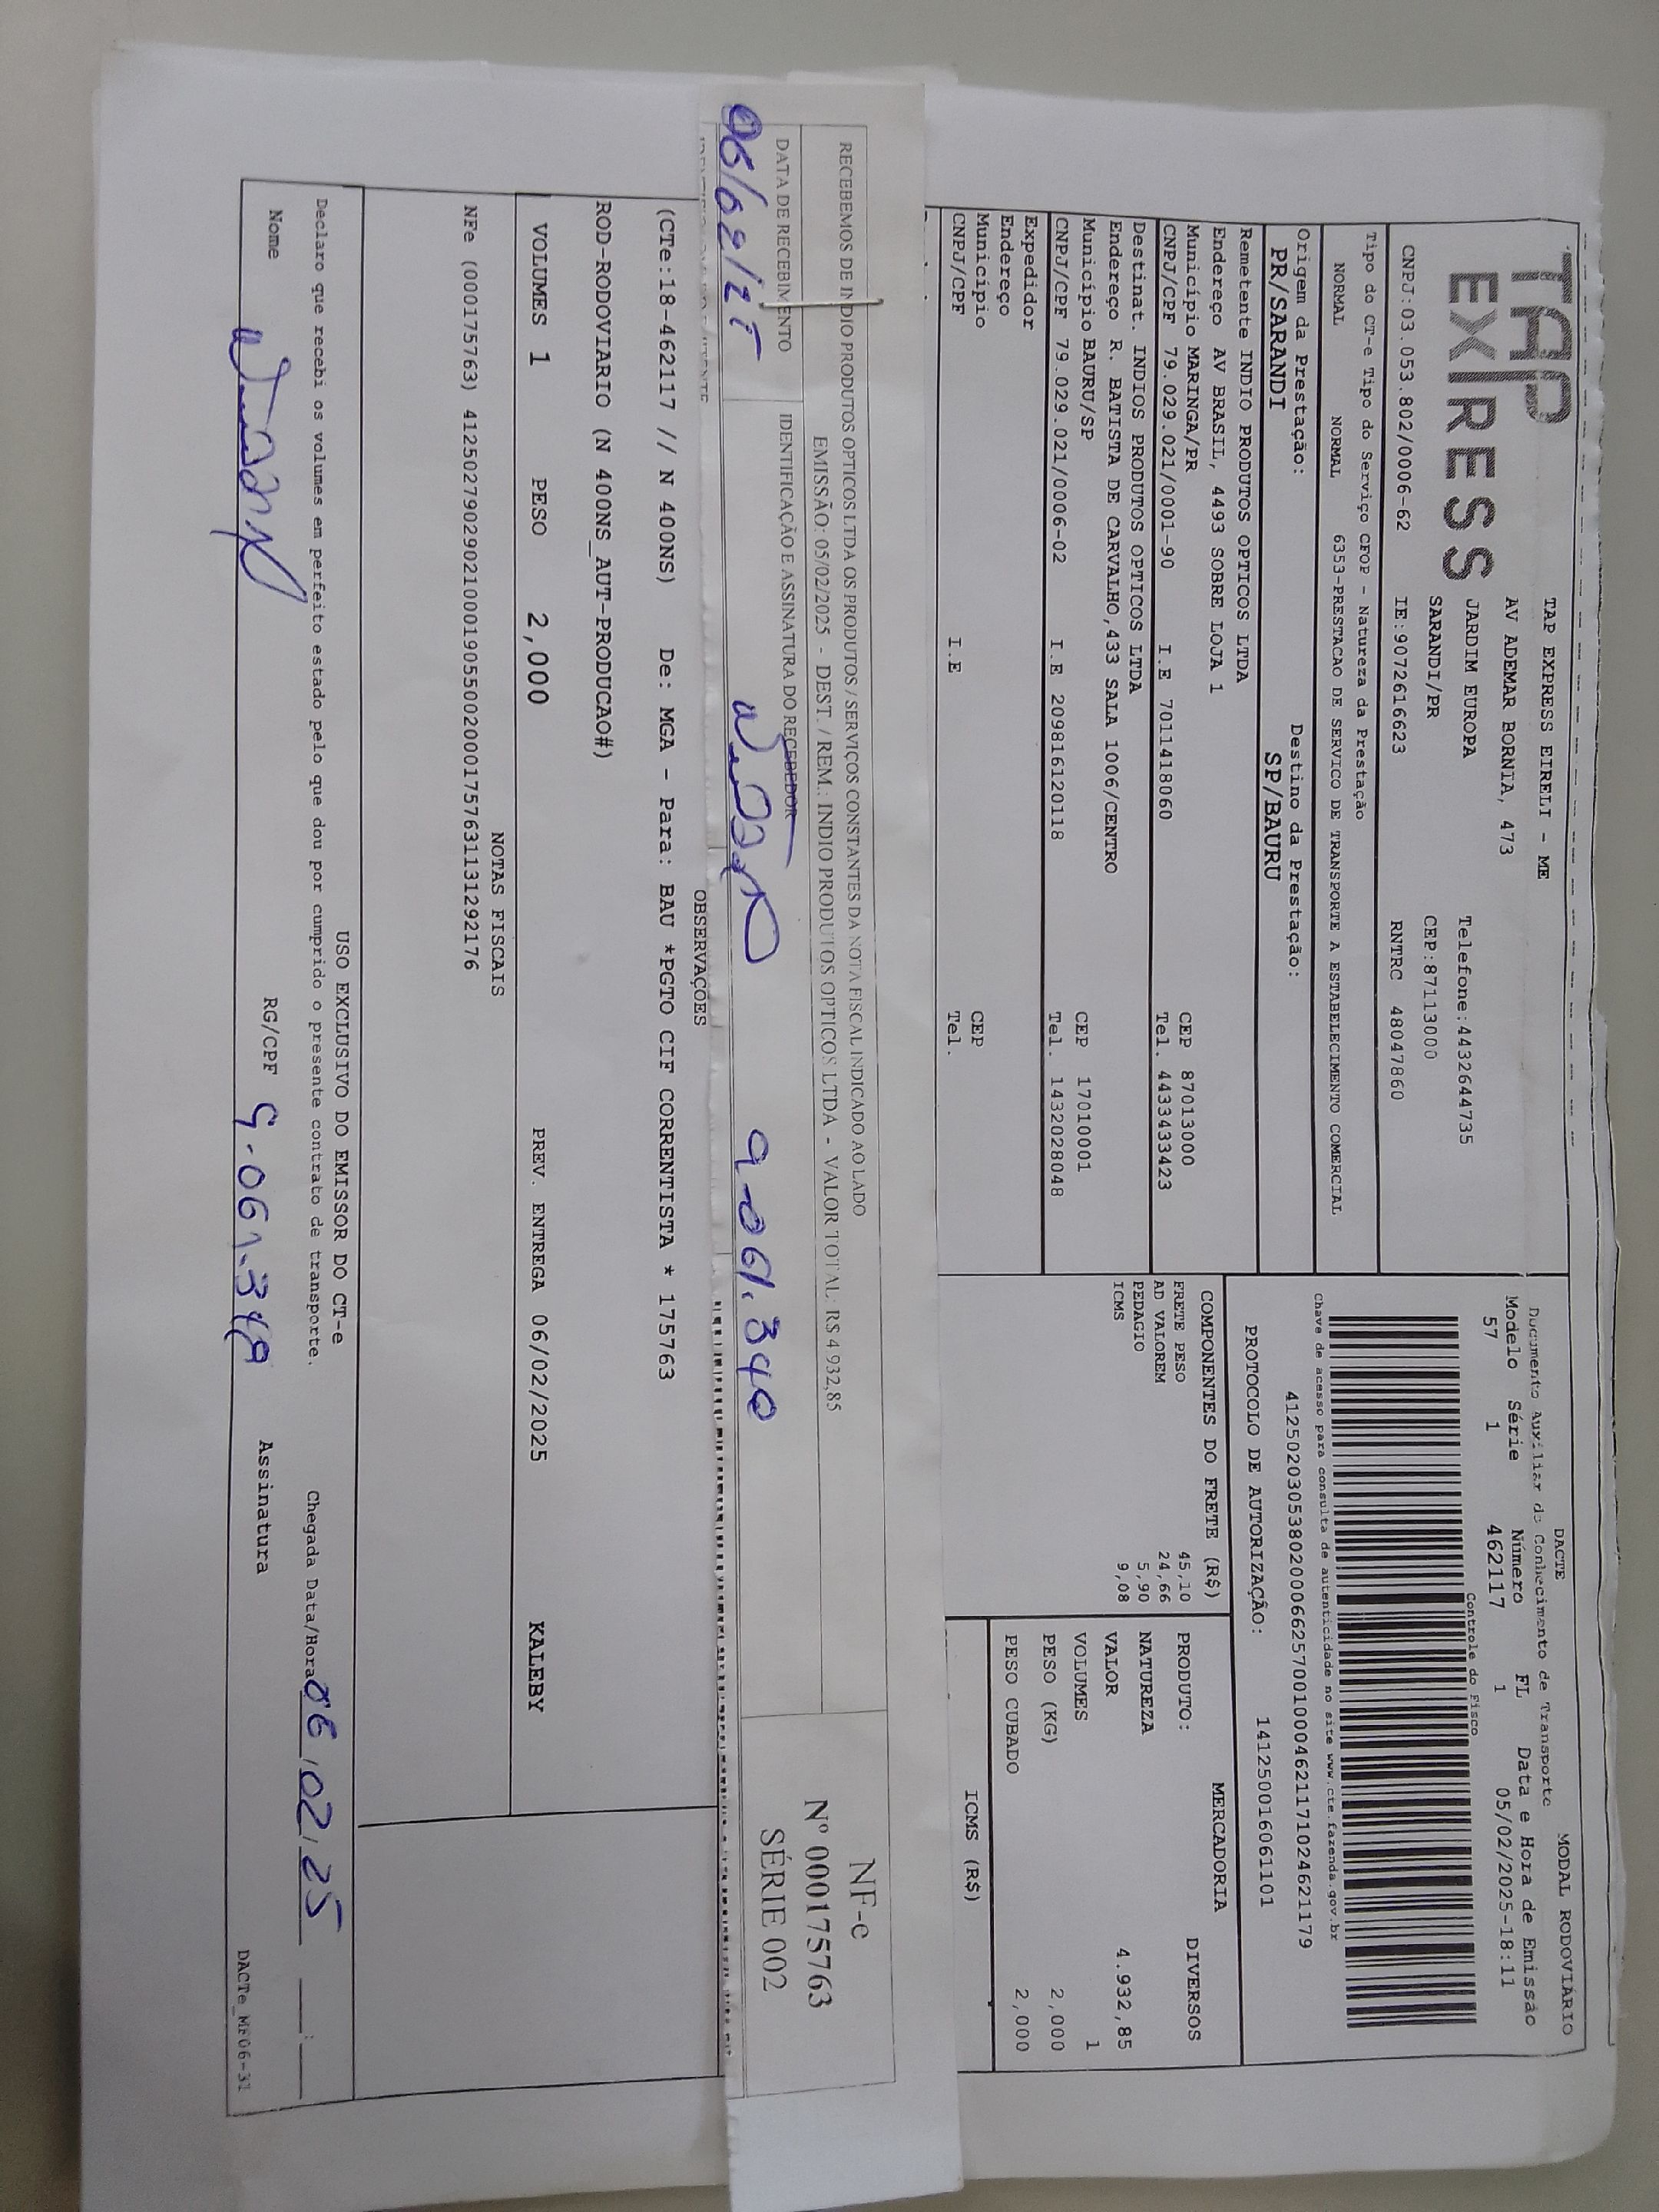 TAP
EXPRESS
TAP EXPRESS EIRELI - ME
AV ADEMAR BORNIA, 473
JARDIM EUROPA Telefone:4432644735
SARANDI/PR CEP:87113000
CNPJ:03.053.802/0006-62 IE:9072616623 RNTRC 48047860
Tipo do CT-e Tipo do Serviço CFOP - Natureza da Prestação
NORMAL NORMAL 6353-PRESTACAO DE SERVICO DE TRANSPORTE A ESTABELECIMENTO COMERCIAL
Origem da Prestação: Destino da Prestação:
PR/SARANDI SP/BAURU
DACTE MODAL RODOVIÁRIO
Documento Auxiliar do Conhecimento de Transporte
Modelo Série Número FL Data e Hora de Emissão
57 1 462117 1 05/02/2025-18:11
Controle do Fisco
Chave de acesso para consulta de autenticidade no site www.cte.fazenda.gov.br
41250203053802000662570010004621171024621179
PROTOCOLO DE AUTORIZAÇÃO: 141250016061101
Remetente INDIO PRODUTOS OPTICOS LTDA
Endereço AV BRASIL, 4493 SOBRE LOJA 1
Município MARINGA/PR CEP 87013000
CNPJ/CPF 79.029.021/0001-90 I.E 7011418060 Tel. 4433433423
Destinat. INDIOS PRODUTOS OPTICOS LTDA
Endereço R. BATISTA DE CARVALHO,433 SALA 1006/CENTRO
Município BAURU/SP CEP 17010001
CNPJ/CPF 79.029.021/0006-02 I.E 209816120118 Tel. 1432028048
Expedidor
Endereço
Município CEP
CNPJ/CPF I.E Tel.
COMPONENTES DO FRETE (R$)
FRETE PESO 45,10
AD VALOREM 24,66
PEDAGIO 5,90
ICMS 9,08
MERCADORIA
PRODUTO: DIVERSOS
NATUREZA
VALOR 4.932,85
VOLUMES 1
PESO (KG) 2,000
PESO CUBADO 2,000
ICMS (R$)
RECEBEMOS DE INDIO PRODUTOS OPTICOS LTDA OS PRODUTOS / SERVIÇOS CONSTANTES DA NOTA FISCAL INDICADO AO LADO
EMISSÃO: 05/02/2025 - DEST. / REM.: INDIO PRODUTOS OPTICOS LTDA - VALOR TOTAL: R$ 4.932,85
DATA DE RECEBIMENTO IDENTIFICAÇÃO E ASSINATURA DO RECEBEDOR
06/02/25
NF-e
Nº 000175763
SÉRIE 002
OBSERVAÇÕES
(CTe:18-462117 // N 400NS) De: MGA - Para: BAU *PGTO CIF CORRENTISTA * 175763
ROD-RODOVIARIO (N 400NS_AUT-PRODUCAO#)
VOLUMES 1 PESO 2,000 PREV. ENTREGA 06/02/2025 KALEBY
NOTAS FISCAIS
NFe (000175763) 41250279029021000190550020001757631131292176
USO EXCLUSIVO DO EMISSOR DO CT-e
Declaro que recebi os volumes em perfeito estado pelo que dou por cumprido o presente contrato de transporte. Chegada Data/Hora 06/02/25 __:__
Nome RG/CPF Assinatura
DACTe_MF06-31